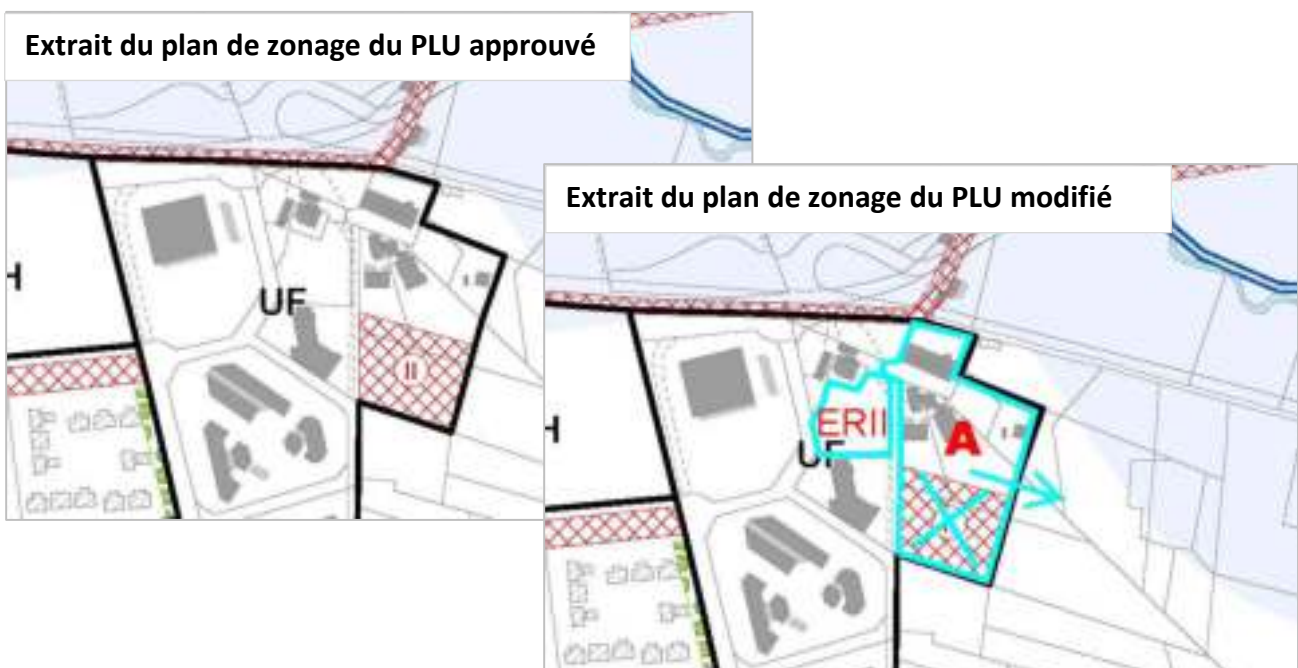 Extrait du plan de zonage du PLU approuvé
UF
II
H
Extrait du plan de zonage du PLU modifié
ERII
A
UF
H